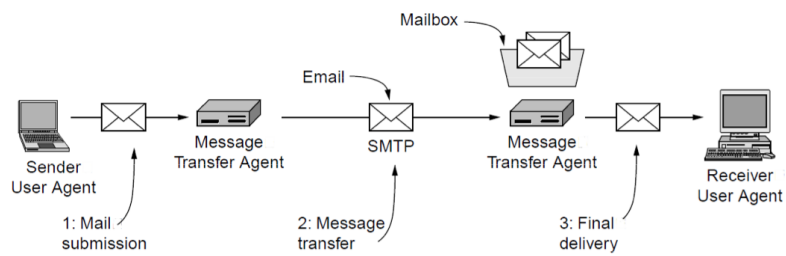 Mailbox
Email
SMTP
Sender
User Agent
Message
Transfer Agent
Message
Transfer Agent
Receiver
User Agent
1: Mail
submission
2: Message
transfer
3: Final
delivery